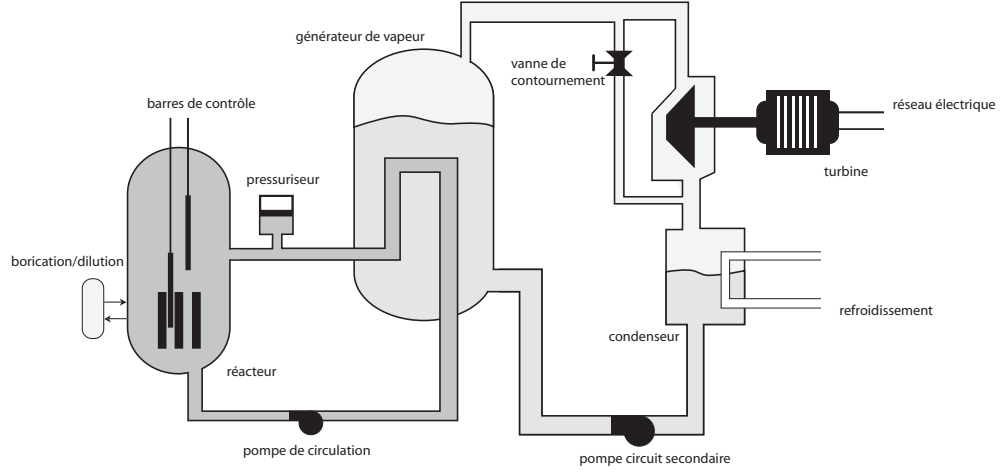 générateur de vapeur
vanne de
contournement
barres de contrôle
réseau électrique
turbine
pressuriseur
borication/dilution
refroidissement
condenseur
réacteur
pompe de circulation
pompe circuit secondaire